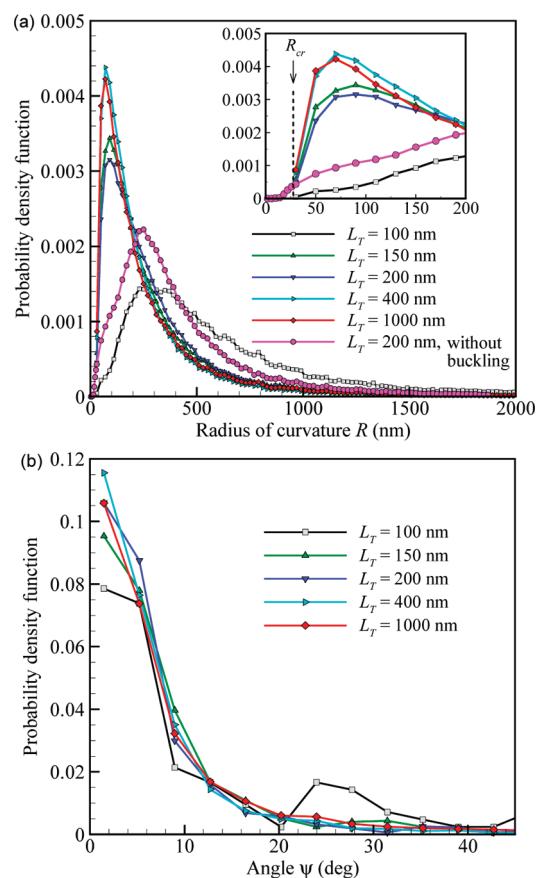 (a)
0.005
0.004
0.003
0.002
0.001
0.000
Probability density function
R_cr
0.005
0.004
0.003
0.002
0.001
0.000
0 50 100 150 200
L_T = 100 nm
L_T = 150 nm
L_T = 200 nm
L_T = 400 nm
L_T = 1000 nm
L_T = 200 nm, without
buckling
0 500 1000 1500 2000
Radius of curvature R (nm)
(b)
0.12
0.1
0.08
0.06
0.04
0.02
0
Probability density function
L_T = 100 nm
L_T = 150 nm
L_T = 200 nm
L_T = 400 nm
L_T = 1000 nm
0 10 20 30 40
Angle ψ (deg)